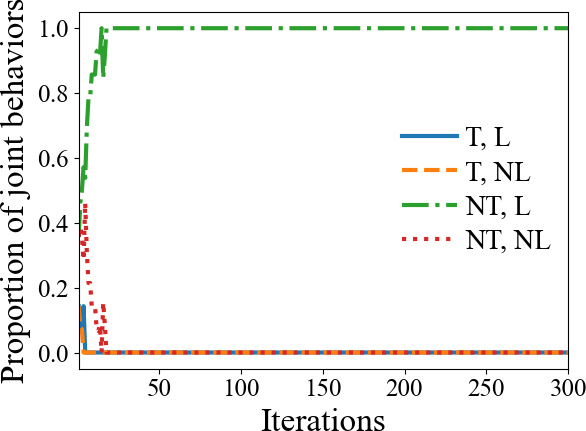 Proportion of joint behaviors
1.0
0.8
0.6
0.4
0.2
0.0
T, L
T, NL
NT, L
NT, NL
50 100 150 200 250 300
Iterations